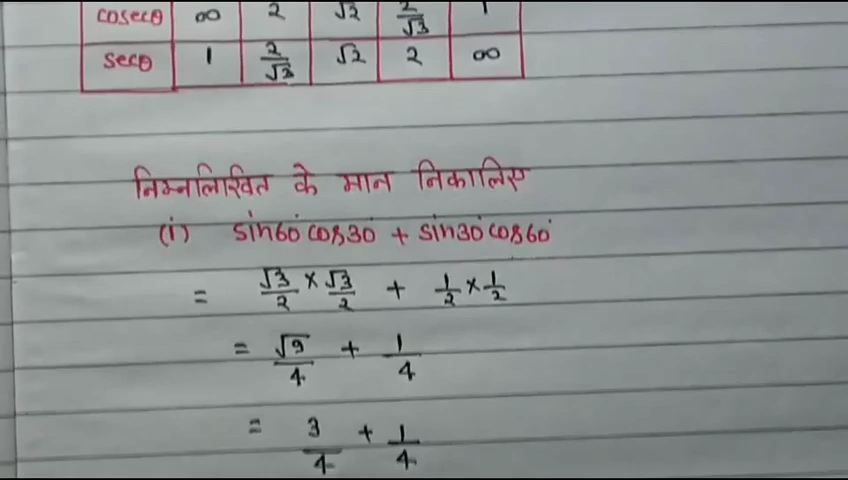 cosecθ ∞ 2 √2 2/√3 1
secθ 1 2/√3 √2 2 ∞
निम्नलिखित के मान निकालिए
(i) sin60° cos30° + sin30° cos60°
= √3/2 × √3/2 + 1/2 × 1/2
= √9/4 + 1/4
= 3/4 + 1/4